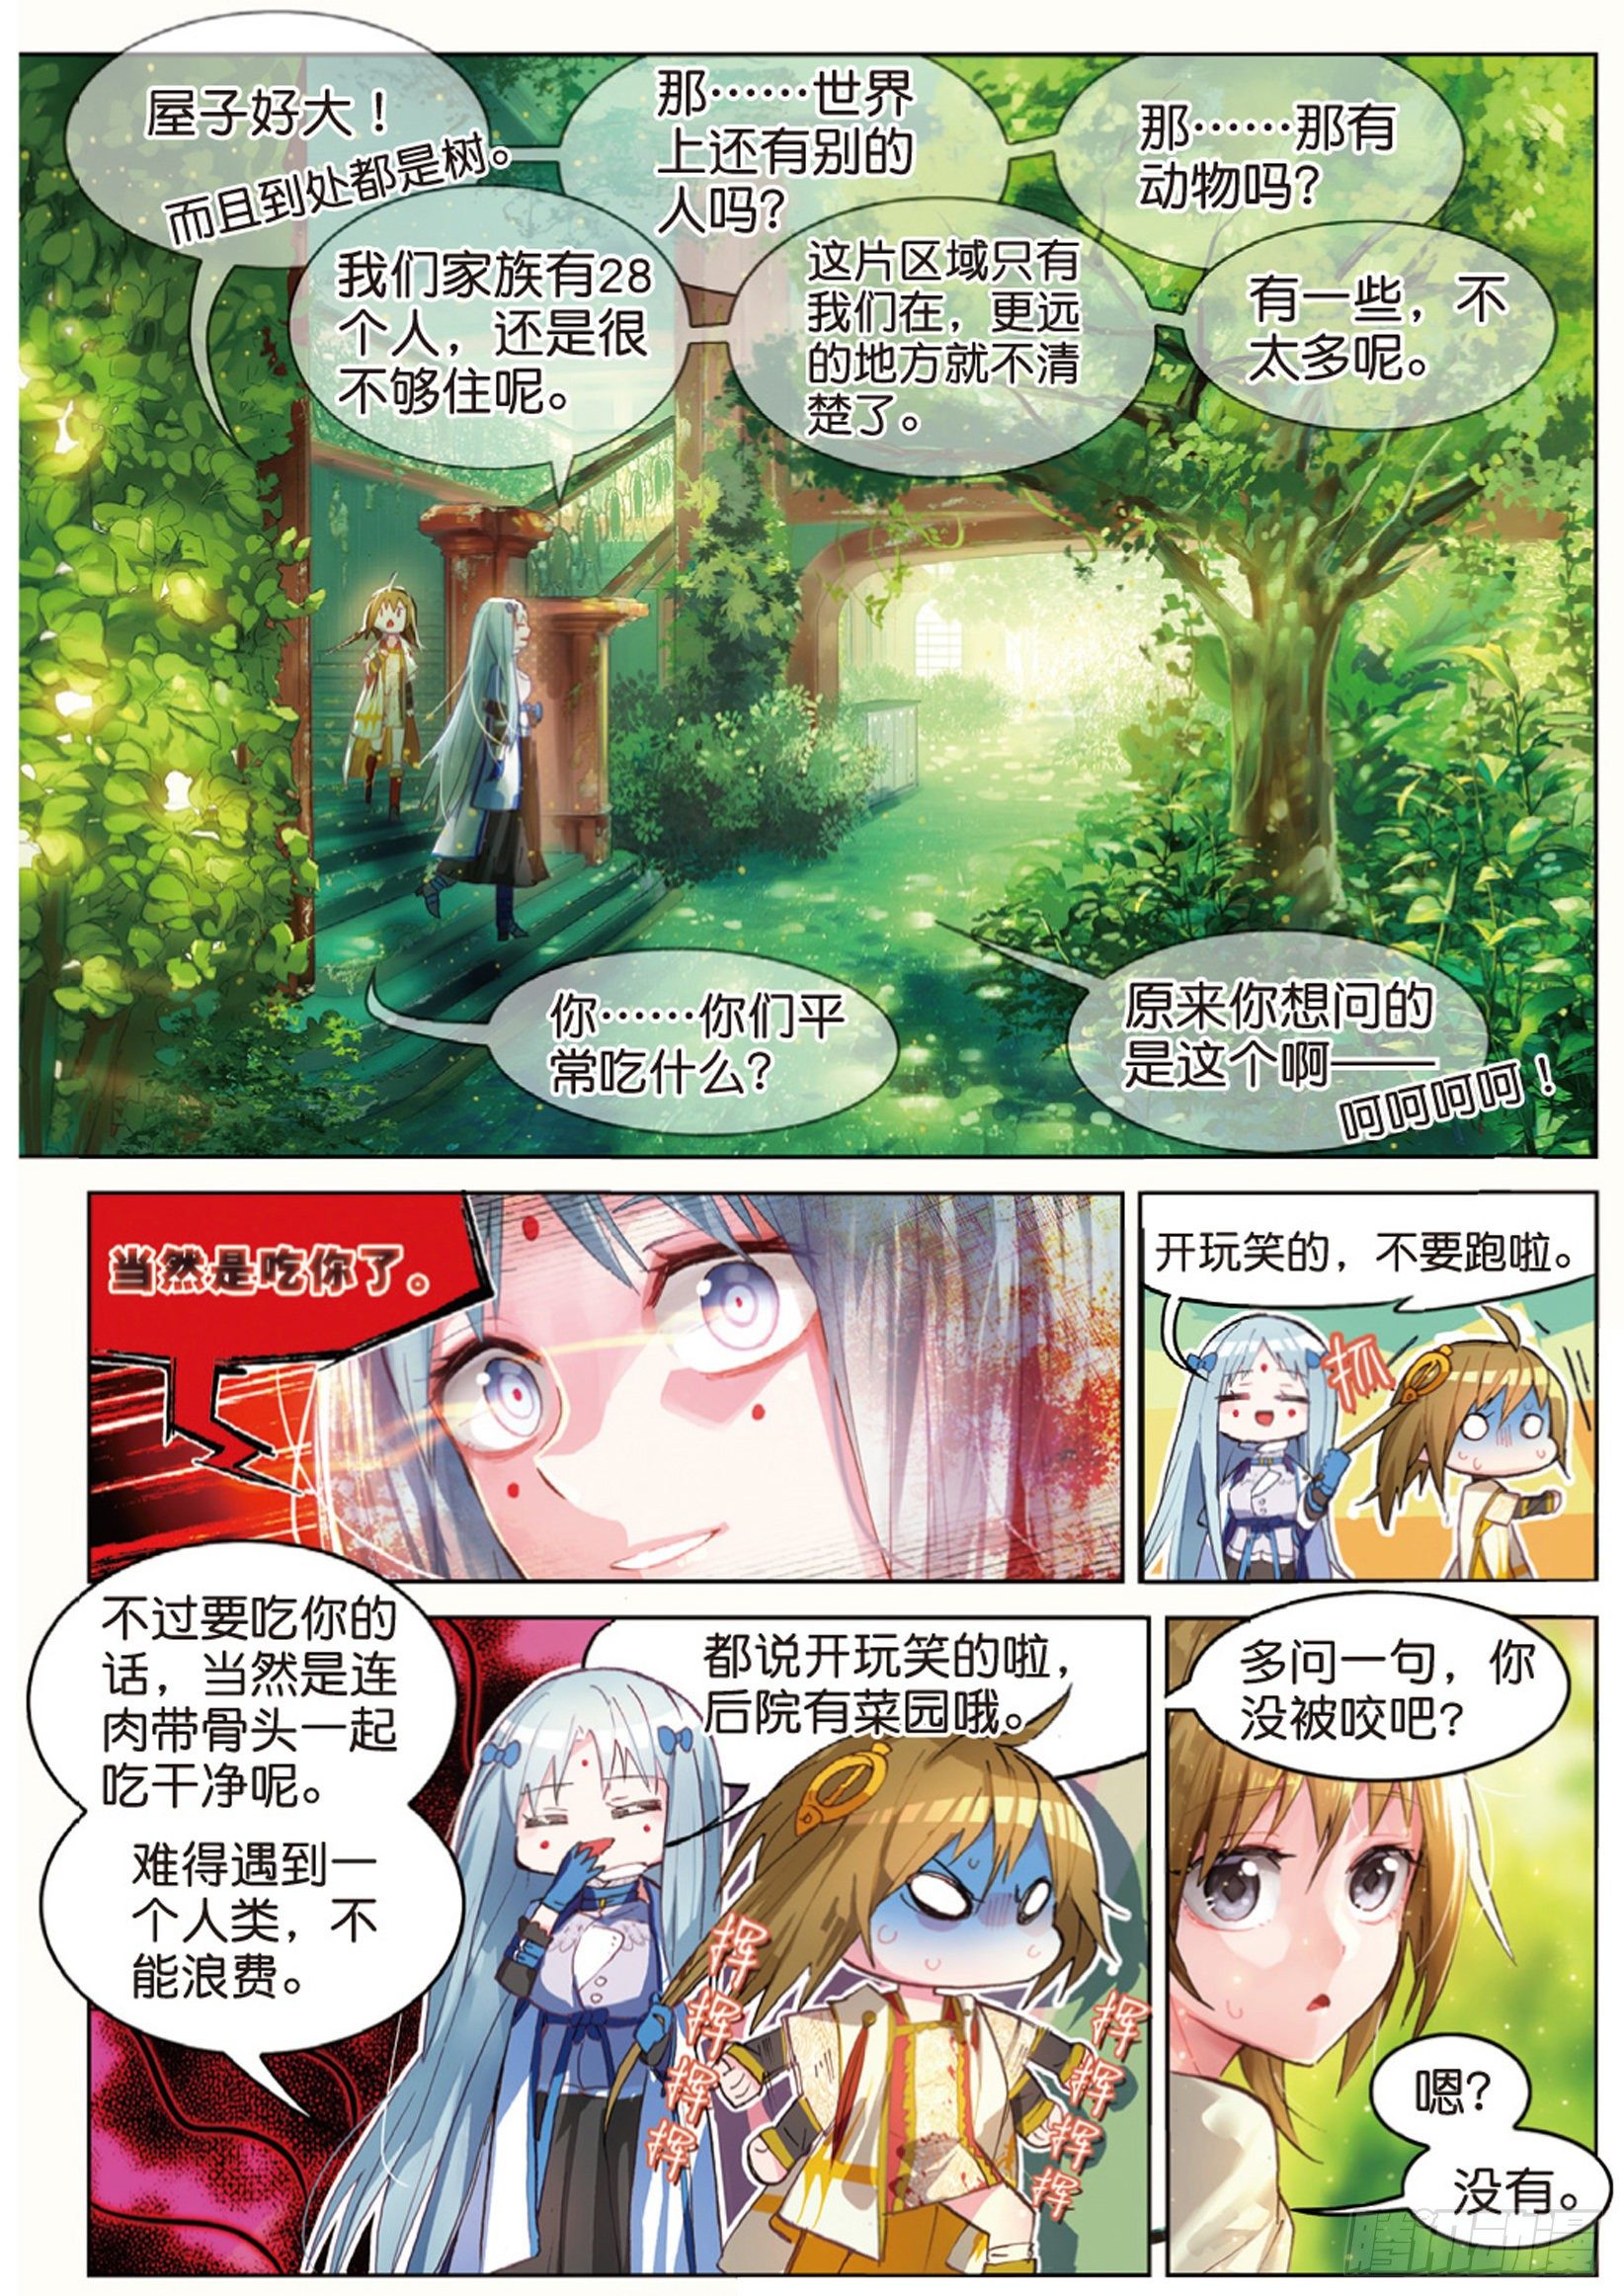 屋子好大！
而且到处都是树。
我们家族有28
个人，还是很
不够住呢。
那……世界
上还有别的
人吗？
这片区域只有
我们在，更远
的地方就不清
楚了。
那……那有
动物吗？
有一些，不
太多呢。
你……你们平
常吃什么？
原来你想问的
是这个啊——
呵呵呵呵！
当然是吃你了。
开玩笑的，不要跑啦。
抓
不过要吃你的
话，当然是连
肉带骨头一起
吃干净呢。
难得遇到一
个人类，不
能浪费。
都说开玩笑的啦，
后院有菜园哦。
挥
挥
挥
挥
挥
挥
挥
挥
多问一句，你
没被咬吧？
嗯？
没有。
腾讯动漫